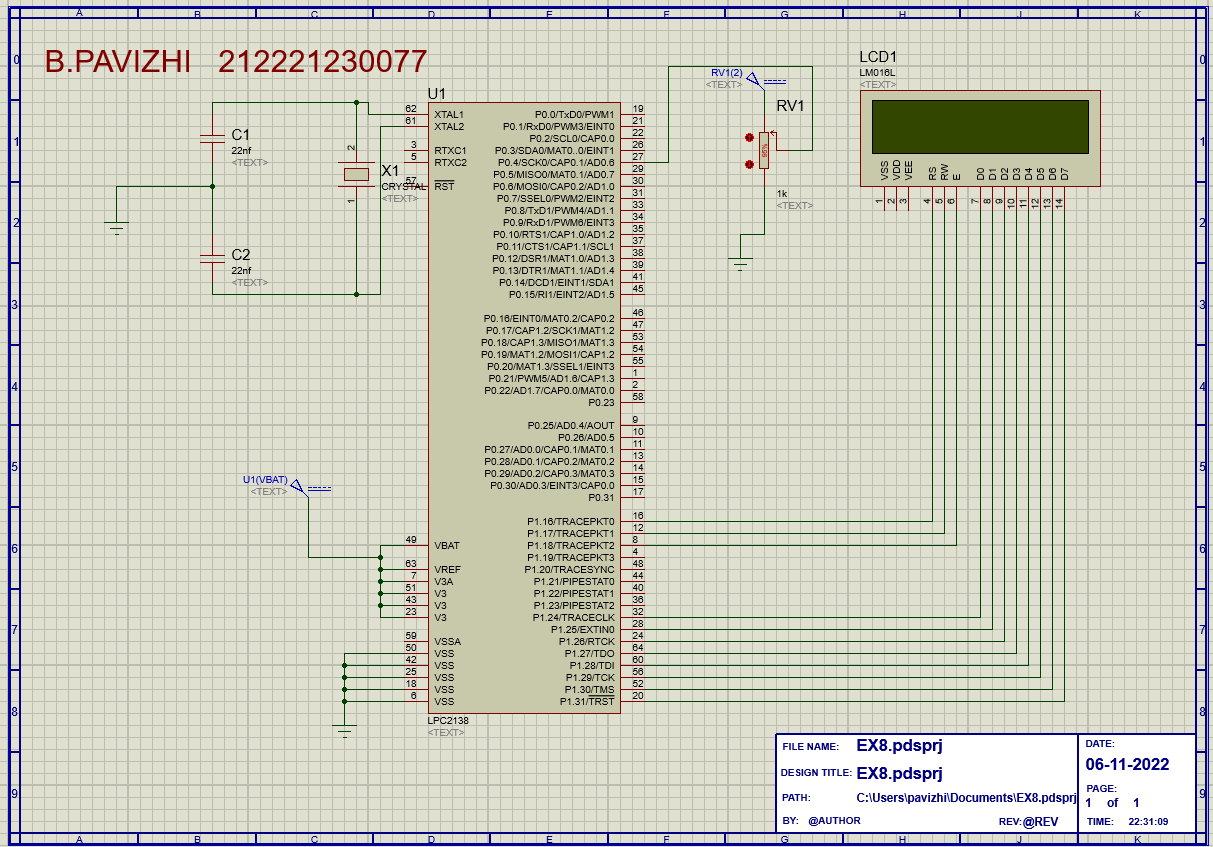 A B C D E F G H J K
B.PAVIZHI 212221230077
0 0
1 1
2 2
3 3
4 4
5 5
6 6
7 7
8 8
9 9
C1
22nf
<TEXT>
C2
22nf
<TEXT>
2
X1
CRYSTAL
<TEXT>
1
U1
62 XTAL1
61 XTAL2
3 RTXC1
5 RTXC2
57 RST
49 VBAT
63 VREF
7 V3A
51 V3
43 V3
23 V3
59 VSSA
50 VSS
42 VSS
25 VSS
18 VSS
6 VSS
P0.0/TxD0/PWM1 19
P0.1/RxD0/PWM3/EINT0 21
P0.2/SCL0/CAP0.0 22
P0.3/SDA0/MAT0..0/EINT1 26
P0.4/SCK0/CAP0.1/AD0.6 27
P0.5/MISO0/MAT0.1/AD0.7 29
P0.6/MOSI0/CAP0.2/AD1.0 30
P0.7/SSEL0/PWM2/EINT2 31
P0.8/TxD1/PWM4/AD1.1 33
P0.9/RxD1/PWM6/EINT3 34
P0.10/RTS1/CAP1.0/AD1.2 35
P0.11/CTS1/CAP1.1/SCL1 37
P0.12/DSR1/MAT1.0/AD1.3 38
P0.13/DTR1/MAT1.1/AD1.4 39
P0.14/DCD1/EINT1/SDA1 41
P0.15/RI1/EINT2/AD1.5 45
P0.16/EINT0/MAT0.2/CAP0.2 46
P0.17/CAP1.2/SCK1/MAT1.2 47
P0.18/CAP1.3/MISO1/MAT1.3 53
P0.19/MAT1.2/MOSI1/CAP1.2 54
P0.20/MAT1.3/SSEL1/EINT3 55
P0.21/PWM5/AD1.6/CAP1.3 1
P0.22/AD1.7/CAP0.0/MAT0.0 2
P0.23 58
P0.25/AD0.4/AOUT 9
P0.26/AD0.5 10
P0.27/AD0.0/CAP0.1/MAT0.1 11
P0.28/AD0.1/CAP0.2/MAT0.2 13
P0.29/AD0.2/CAP0.3/MAT0.3 14
P0.30/AD0.3/EINT3/CAP0.0 15
P0.31 17
P1.16/TRACEPKT0 16
P1.17/TRACEPKT1 12
P1.18/TRACEPKT2 8
P1.19/TRACEPKT3 4
P1.20/TRACESYNC 48
P1.21/PIPESTAT0 44
P1.22/PIPESTAT1 40
P1.23/PIPESTAT2 36
P1.24/TRACECLK 32
P1.25/EXTIN0 28
P1.26/RTCK 24
P1.27/TDO 64
P1.28/TDI 60
P1.29/TCK 56
P1.30/TMS 52
P1.31/TRST 20
LPC2138
<TEXT>
U1(VBAT)
<TEXT>
RV1(2)
<TEXT>
RV1
95%
1k
<TEXT>
LCD1
LM016L
<TEXT>
VSS VDD VEE RS RW E D0 D1 D2 D3 D4 D5 D6 D7
1 2 3 4 5 6 7 8 9 10 11 12 13 14
FILE NAME: EX8.pdsprj
DESIGN TITLE: EX8.pdsprj
PATH: C:\Users\pavizhi\Documents\EX8.pdsprj
BY: @AUTHOR REV:@REV
DATE:
06-11-2022
PAGE:
1 of 1
TIME: 22:31:09
A B C D E F G H J K